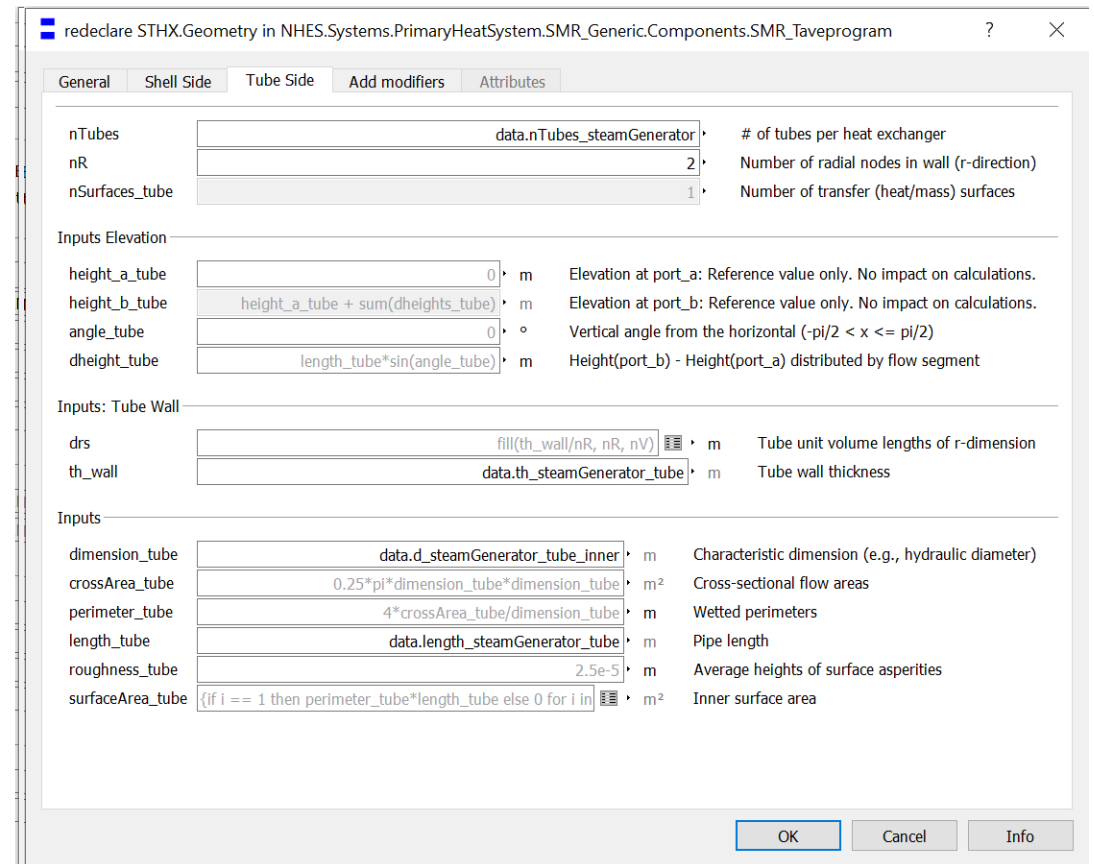 redeclare STHX.Geometry in NHES.Systems.PrimaryHeatSystem.SMR_Generic.Components.SMR_Taveprogram ?
General Shell Side Tube Side Add modifiers Attributes
nTubes data.nTubes_steamGenerator # of tubes per heat exchanger
nR 2 Number of radial nodes in wall (r-direction)
nSurfaces_tube 1 Number of transfer (heat/mass) surfaces
Inputs Elevation
height_a_tube 0 m Elevation at port_a: Reference value only. No impact on calculations.
height_b_tube height_a_tube + sum(dheights_tube) m Elevation at port_b: Reference value only. No impact on calculations.
angle_tube 0 ° Vertical angle from the horizontal (-pi/2 < x <= pi/2)
dheight_tube length_tube*sin(angle_tube) m Height(port_b) - Height(port_a) distributed by flow segment
Inputs: Tube Wall
drs fill(th_wall/nR, nR, nV) m Tube unit volume lengths of r-dimension
th_wall data.th_steamGenerator_tube m Tube wall thickness
Inputs
dimension_tube data.d_steamGenerator_tube_inner m Characteristic dimension (e.g., hydraulic diameter)
crossArea_tube 0.25*pi*dimension_tube*dimension_tube m² Cross-sectional flow areas
perimeter_tube 4*crossArea_tube/dimension_tube m Wetted perimeters
length_tube data.length_steamGenerator_tube m Pipe length
roughness_tube 2.5e-5 m Average heights of surface asperities
surfaceArea_tube {if i == 1 then perimeter_tube*length_tube else 0 for i in m² Inner surface area
OK Cancel Info